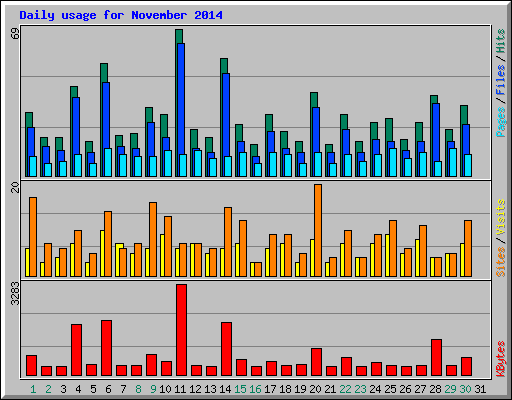 Daily usage for November 2014
69
Pages / Files / Hits
20
Sites / Visits
3283
KBytes
1 2 3 4 5 6 7 8 9 10 11 12 13 14 15 16 17 18 19 20 21 22 23 24 25 26 27 28 29 30 31